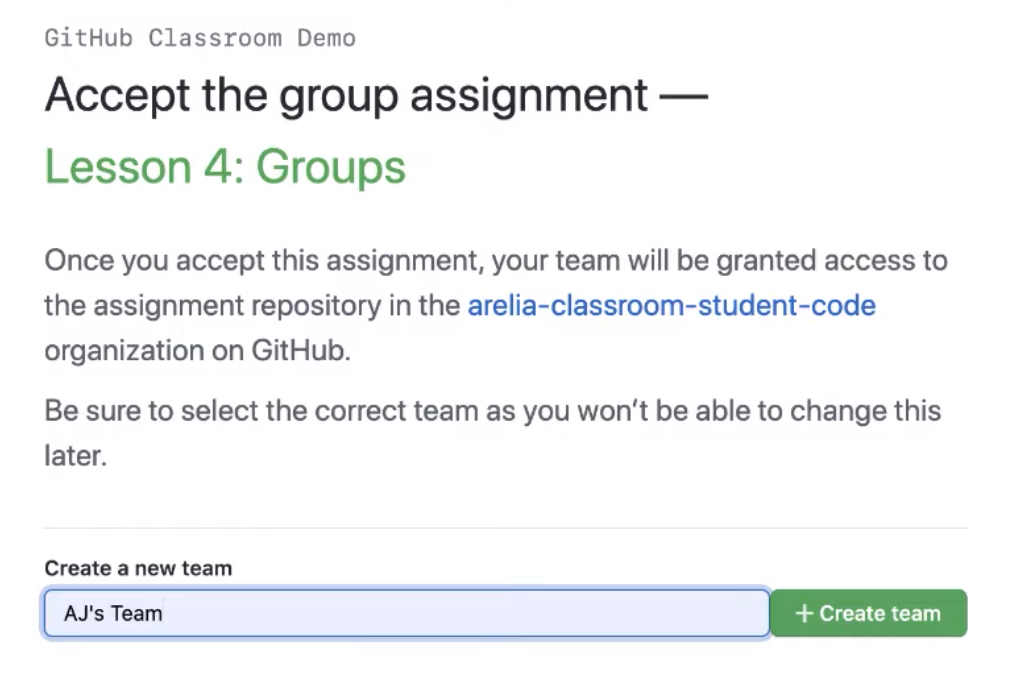 GitHub Classroom Demo
Accept the group assignment —
Lesson 4: Groups
Once you accept this assignment, your team will be granted access to
the assignment repository in the arelia-classroom-student-code
organization on GitHub.
Be sure to select the correct team as you won’t be able to change this
later.
Create a new team
AJ's Team
+ Create team